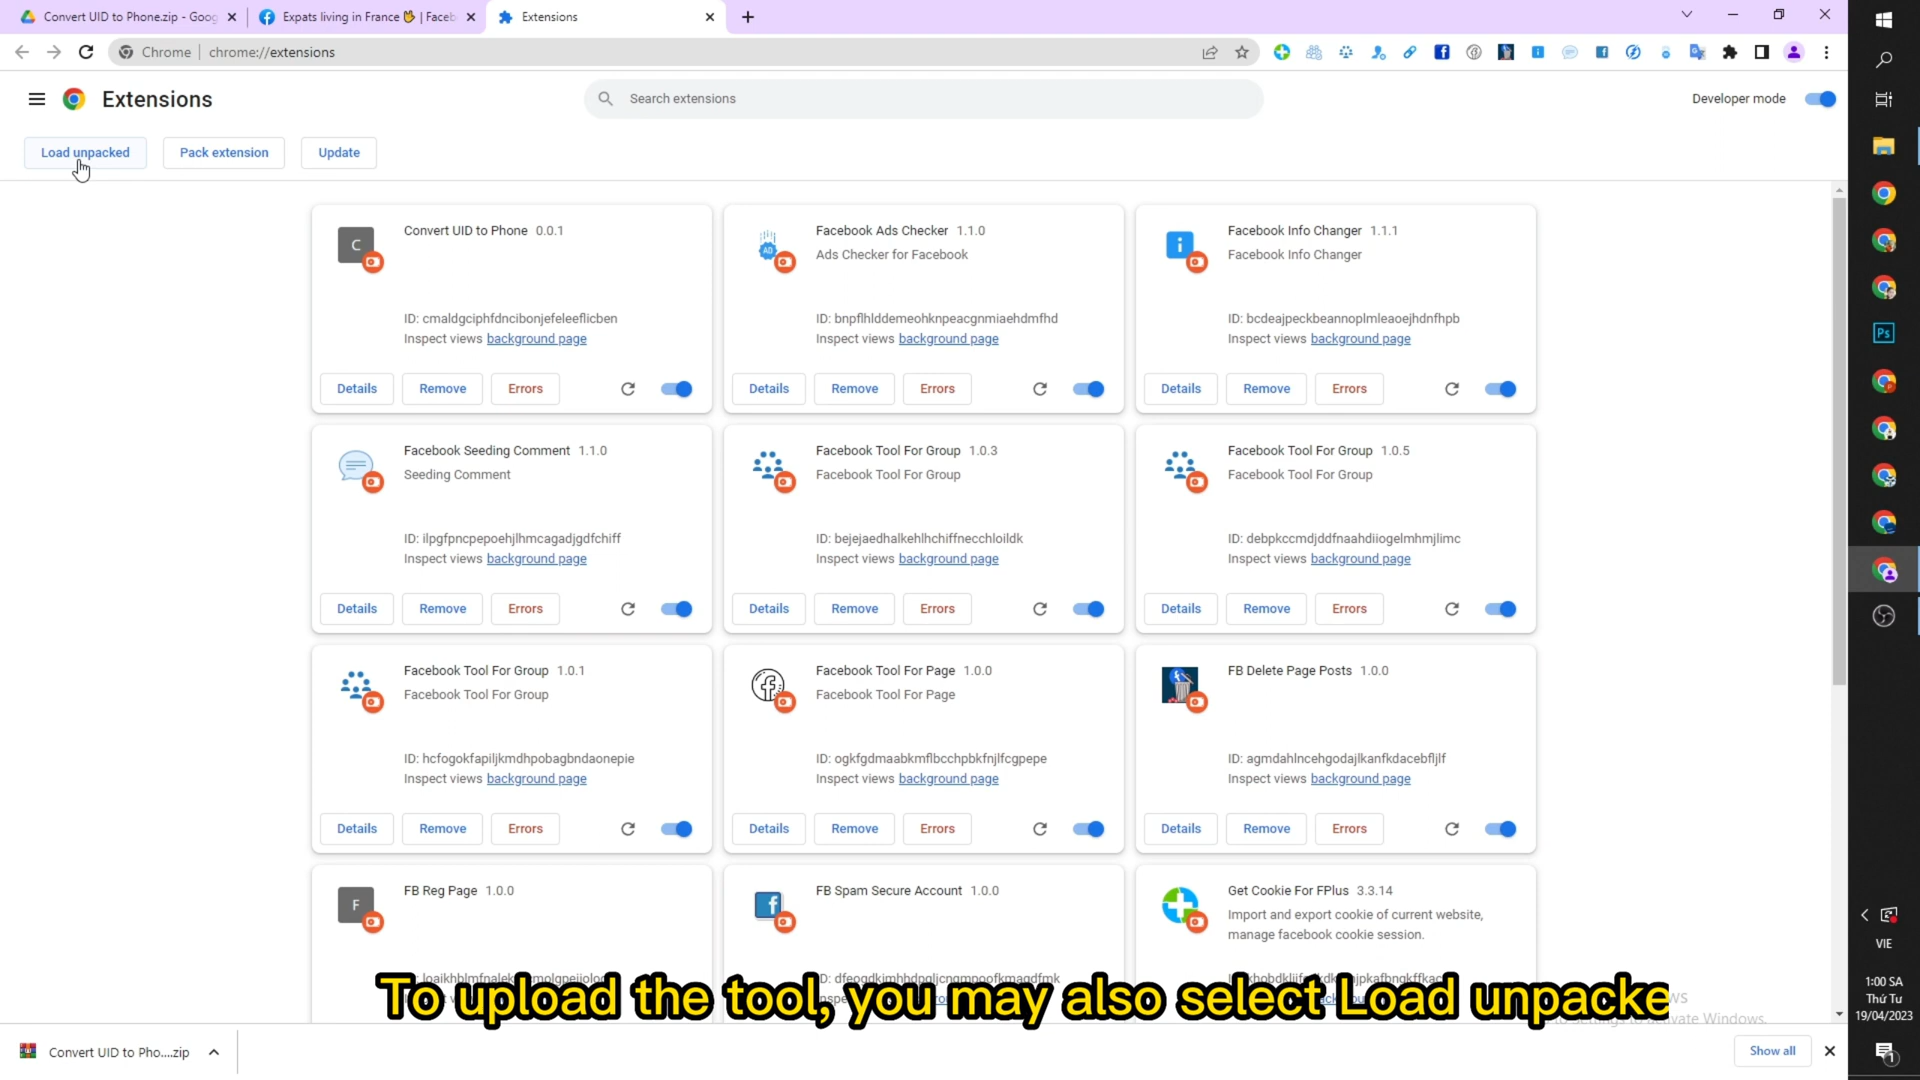 Convert UID to Phone.zip - Goog
Expats living in France 🤟 | Faceb
Extensions
Chrome
chrome://extensions
Extensions
Search extensions
Developer mode
Load unpacked
Pack extension
Update
Convert UID to Phone 0.0.1
ID: cmaldgciphfdncibonjefeleeflicben
Inspect views background page
Details
Remove
Errors
Facebook Ads Checker 1.1.0
Ads Checker for Facebook
ID: bnpflhlddemeohknpeacgnmiaehdmfhd
Inspect views background page
Details
Remove
Errors
Facebook Info Changer 1.1.1
Facebook Info Changer
ID: bcdeajpeckbeannoplmleaoejhdnfhpb
Inspect views background page
Details
Remove
Errors
Facebook Seeding Comment 1.1.0
Seeding Comment
ID: ilpgfpncpepoehjlhmcagadjgdfchiff
Inspect views background page
Details
Remove
Errors
Facebook Tool For Group 1.0.3
Facebook Tool For Group
ID: bejejaedhalkehlhchiffnecchloildk
Inspect views background page
Details
Remove
Errors
Facebook Tool For Group 1.0.5
Facebook Tool For Group
ID: debpkccmdjddfnaahdiiogelmhmjlimc
Inspect views background page
Details
Remove
Errors
Facebook Tool For Group 1.0.1
Facebook Tool For Group
ID: hcfogokfapiljkmdhpobagbndaonepie
Inspect views background page
Details
Remove
Errors
Facebook Tool For Page 1.0.0
Facebook Tool For Page
ID: ogkfgdmaabkmflbcchpbkfnjlfcgpepe
Inspect views background page
Details
Remove
Errors
FB Delete Page Posts 1.0.0
ID: agmdahlncehgodajlkanfkdacebfljlf
Inspect views background page
Details
Remove
Errors
FB Reg Page 1.0.0
FB Spam Secure Account 1.0.0
Get Cookie For FPlus 3.3.14
Import and export cookie of current website,
manage facebook cookie session.
To upload the tool, you may also select Load unpacke
Convert UID to Pho....zip
Show all
VIE
1:00 SA
Thứ Tư
19/04/2023